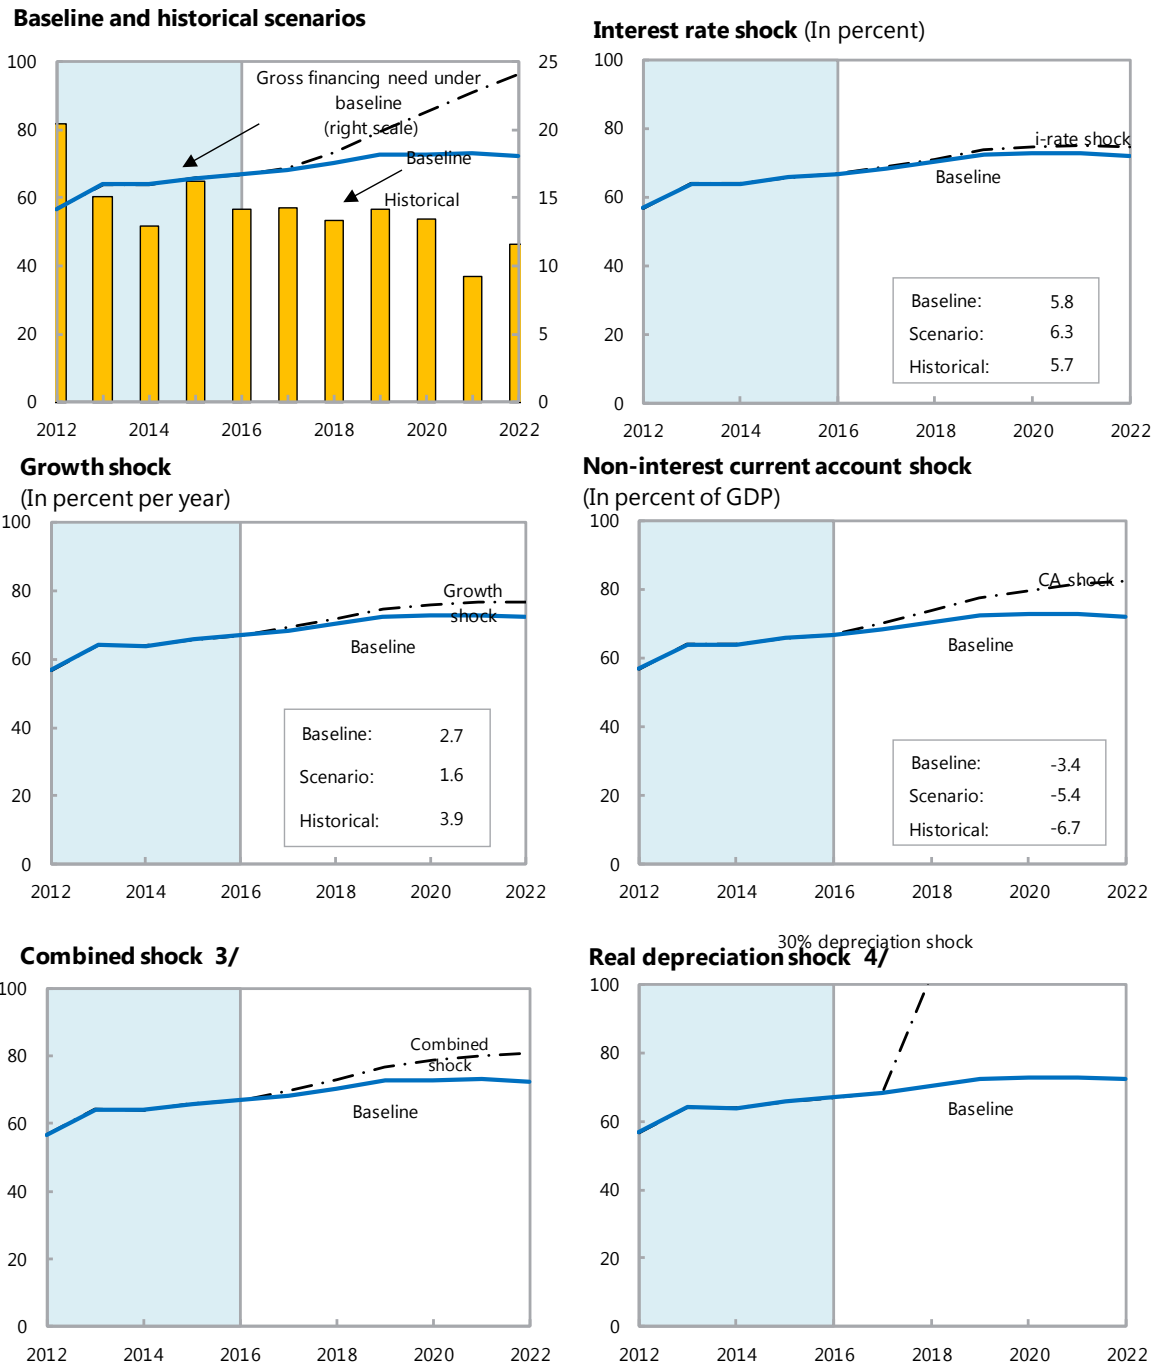 Baseline and historical scenarios
100
80
60
40
20
0
25
20
15
10
5
0
Gross financing need under
baseline
(right scale)
Baseline
Historical
2012 2014 2016 2018 2020 2022
Interest rate shock (In percent)
100
80
60
40
20
0
i-rate shock
Baseline
Baseline: 5.8
Scenario: 6.3
Historical: 5.7
2012 2014 2016 2018 2020 2022
Growth shock
(In percent per year)
100
80
60
40
20
0
Growth
shock
Baseline
Baseline: 2.7
Scenario: 1.6
Historical: 3.9
2012 2014 2016 2018 2020 2022
Non-interest current account shock
(In percent of GDP)
100
80
60
40
20
0
CA shock
Baseline
Baseline: -3.4
Scenario: -5.4
Historical: -6.7
2012 2014 2016 2018 2020 2022
Combined shock 3/
100
80
60
40
20
0
Combined
shock
Baseline
2012 2014 2016 2018 2020 2022
30% depreciation shock
Real depreciation shock 4/
100
80
60
40
20
0
Baseline
2012 2014 2016 2018 2020 2022